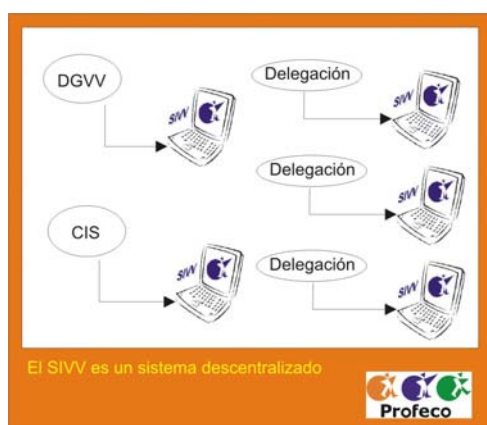 DGVV
SIVV
Delegación
SIVV
Delegación
SIVV
CIS
SIVV
Delegación
SIVV
El SIVV es un sistema descentralizado
Profeco